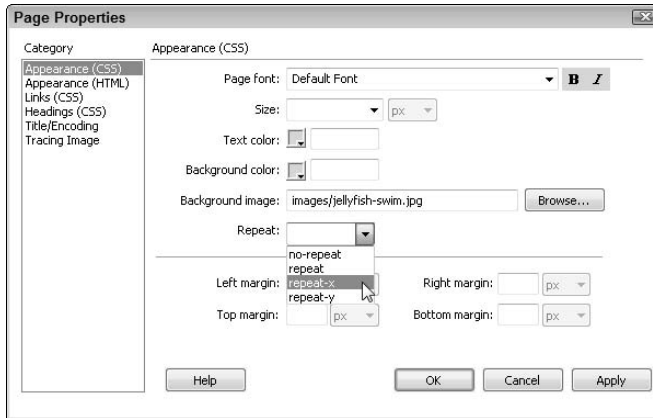 Page Properties
Category
Appearance (CSS)
Appearance (HTML)
Links (CSS)
Headings (CSS)
Title/Encoding
Tracing Image
Appearance (CSS)
Page font: Default Font B I
Size: px
Text color:
Background color:
Background image: images/jellyfish-swim.jpg Browse...
Repeat:
no-repeat
repeat
repeat-x
repeat-y
Left margin: Right margin: px
Top margin: px Bottom margin: px
Help OK Cancel Apply